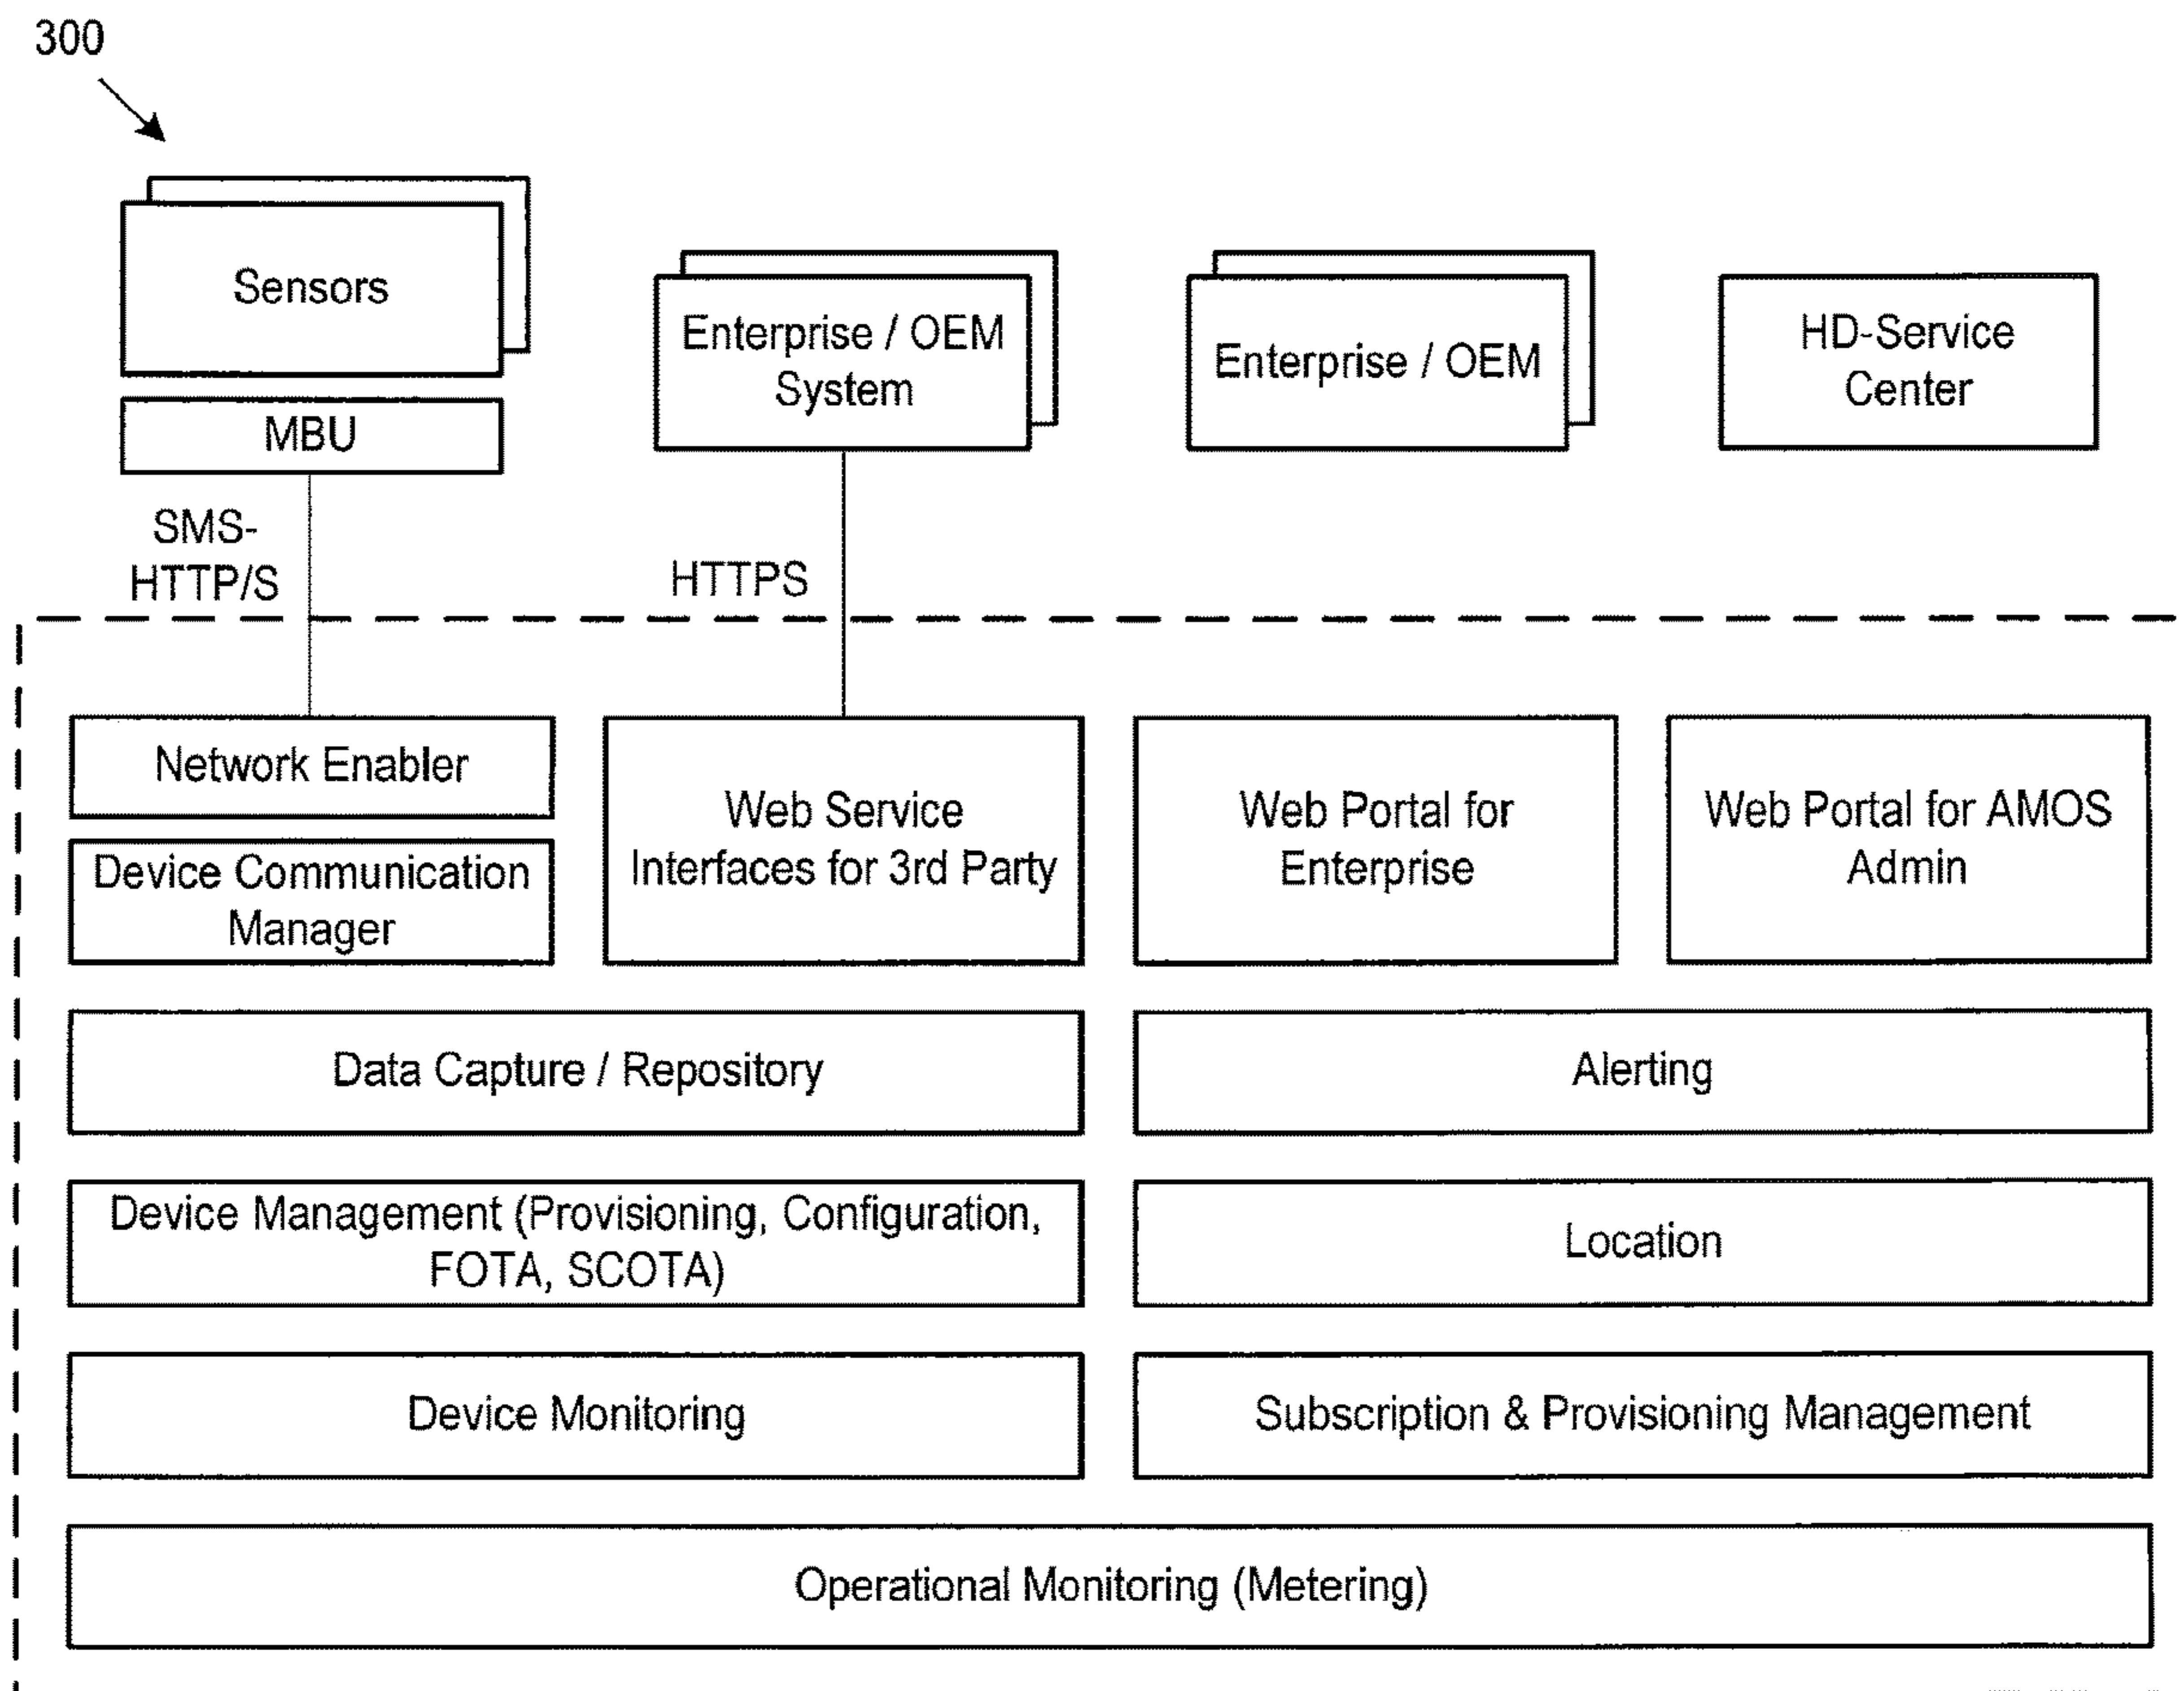 300
Sensors
MBU
Enterprise / OEM
System
Enterprise / OEM
HD-Service
Center
SMS-
HTTP/S
HTTPS
Network Enabler
Device Communication
Manager
Web Service
Interfaces for 3rd Party
Web Portal for
Enterprise
Web Portal for AMOS
Admin
Data Capture / Repository
Alerting
Device Management (Provisioning, Configuration,
FOTA, SCOTA)
Location
Device Monitoring
Subscription & Provisioning Management
Operational Monitoring (Metering)